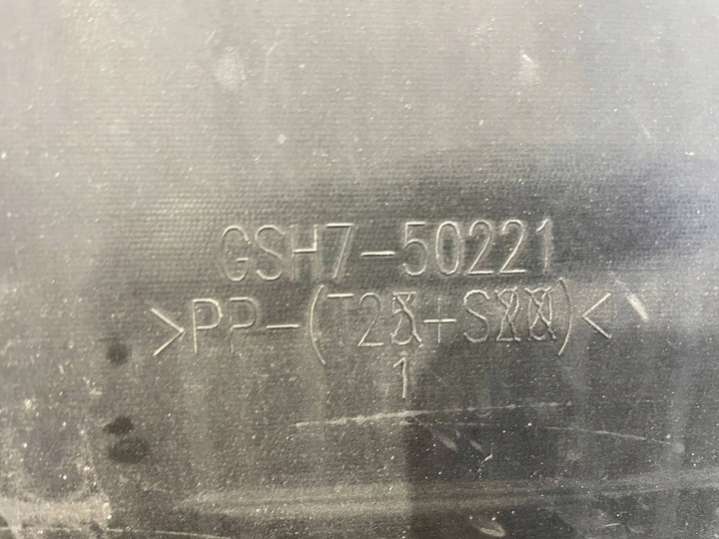 GSH7-50221
>PP-(T2
+S
)<
1